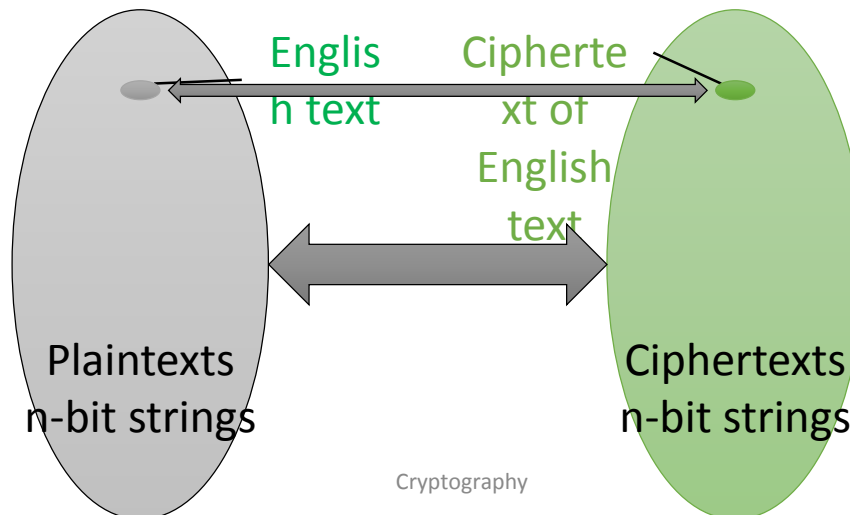 Englis
h text
Cipherte
xt of
English
text
Plaintexts
n-bit strings
Ciphertexts
n-bit strings
Cryptography